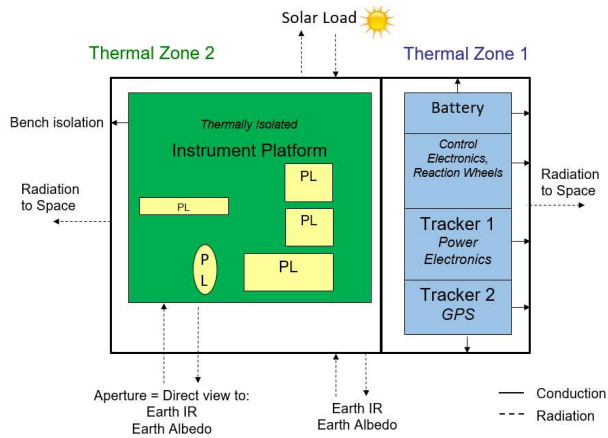 Solar Load
Thermal Zone 2
Thermal Zone 1
Bench isolation
Thermally Isolated
Instrument Platform
PL
PL
PL
P
L
PL
Radiation
to Space
Battery
Control
Electronics,
Reaction Wheels
Tracker 1
Power
Electronics
Tracker 2
GPS
Radiation
to Space
Aperture = Direct view to:
Earth IR
Earth Albedo
Earth IR
Earth Albedo
Conduction
Radiation